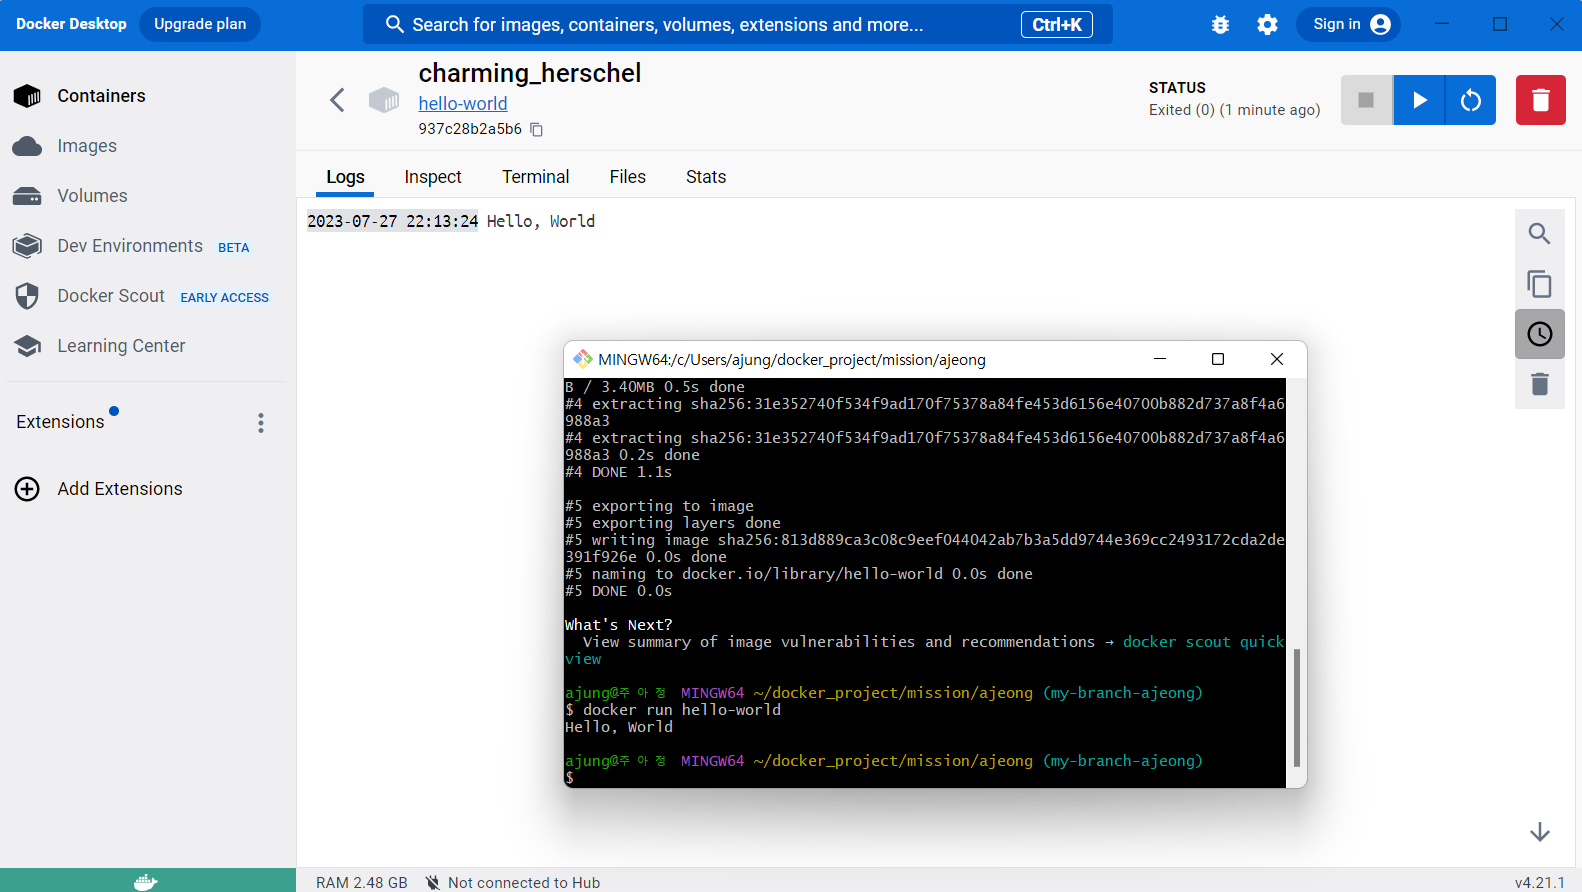 Docker Desktop Upgrade plan Search for images, containers, volumes, extensions and more... Ctrl+K Sign in
Containers
Images
Volumes
Dev Environments BETA
Docker Scout EARLY ACCESS
Learning Center
Extensions
Add Extensions
charming_herschel
hello-world
937c28b2a5b6
STATUS
Exited (0) (1 minute ago)
Logs Inspect Terminal Files Stats
2023-07-27 22:13:24 Hello, World
MINGW64:/c/Users/ajung/docker_project/mission/ajeong
B / 3.40MB 0.5s done
#4 extracting sha256:31e352740f534f9ad170f75378a84fe453d6156e40700b882d737a8f4a6
988a3
#4 extracting sha256:31e352740f534f9ad170f75378a84fe453d6156e40700b882d737a8f4a6
988a3 0.2s done
#4 DONE 1.1s
#5 exporting to image
#5 exporting layers done
#5 writing image sha256:813d889ca3c08c9eef044042ab7b3a5dd9744e369cc2493172cda2de
391f926e 0.0s done
#5 naming to docker.io/library/hello-world 0.0s done
#5 DONE 0.0s
What's Next?
View summary of image vulnerabilities and recommendations → docker scout quick
view
ajung@주아정 MINGW64 ~/docker_project/mission/ajeong (my-branch-ajeong)
$ docker run hello-world
Hello, World
ajung@주아정 MINGW64 ~/docker_project/mission/ajeong (my-branch-ajeong)
$
RAM 2.48 GB Not connected to Hub v4.21.1